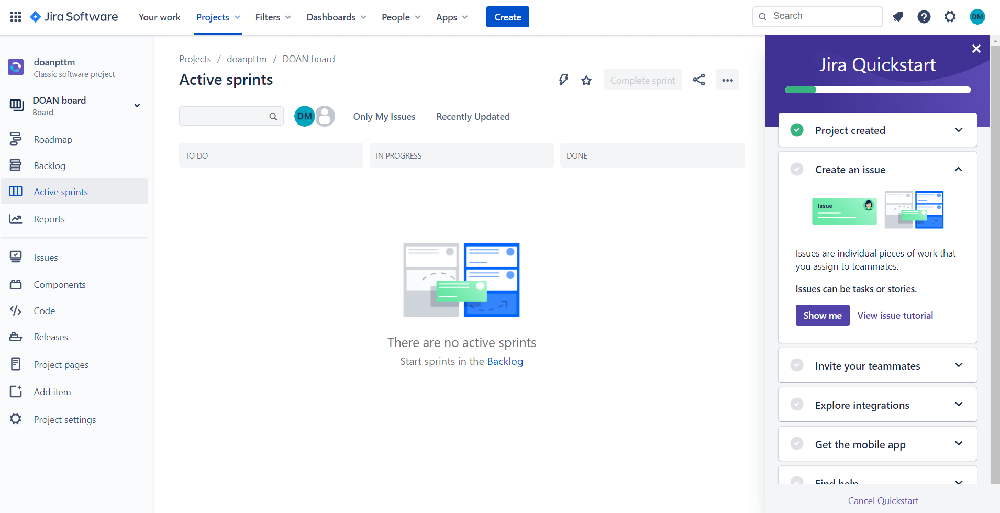 Jira Software
Your work
Projects
Filters
Dashboards
People
Apps
Create
Search
DM
doanpttm
Classic software project
DOAN board
Board
Roadmap
Backlog
Active sprints
Reports
Issues
Components
Code
Releases
Project pages
Add item
Project settings
Projects / doanpttm / DOAN board
Active sprints
Complete sprint
DM
Only My Issues
Recently Updated
TO DO
IN PROGRESS
DONE
There are no active sprints
Start sprints in the Backlog
Jira Quickstart
Project created
Create an issue
Issue
Issues are individual pieces of work that
you assign to teammates.
Issues can be tasks or stories.
Show me
View issue tutorial
Invite your teammates
Explore integrations
Get the mobile app
Find help
Cancel Quickstart